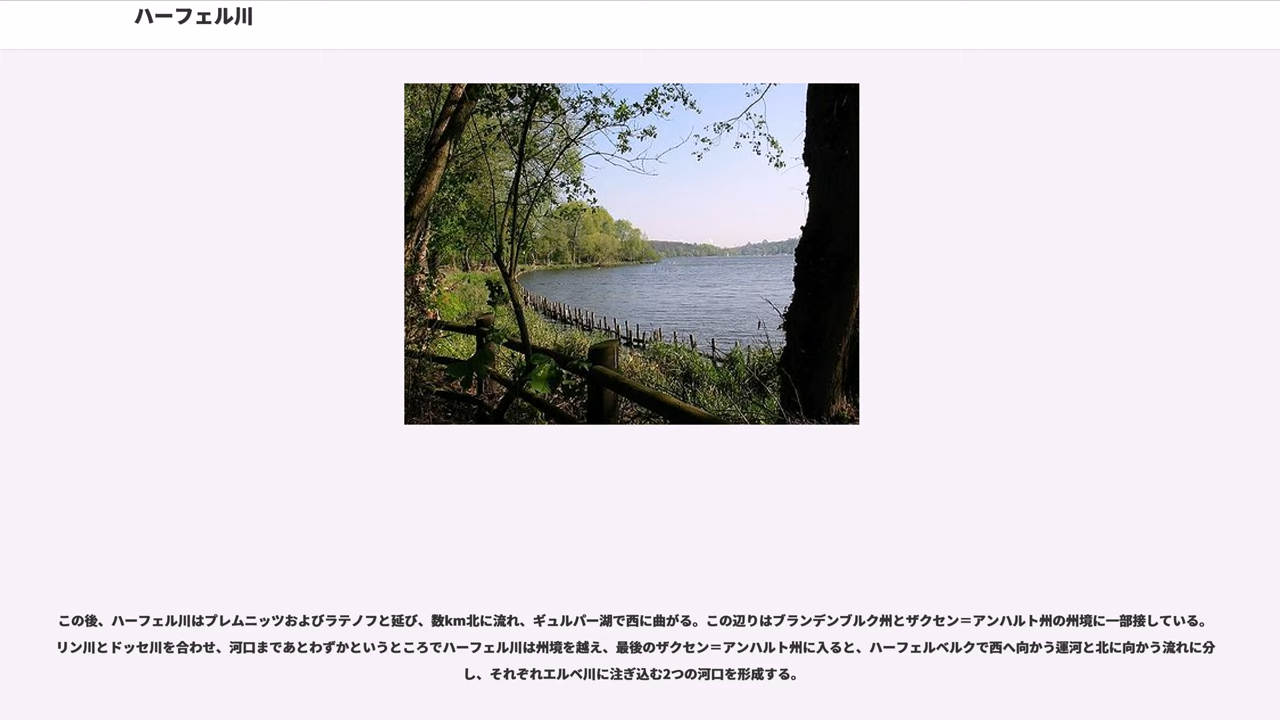 ハーフェル川
この後、ハーフェル川はプレムニッツおよびラテノフと延び、数km北に流れ、ギュルパー湖で西に曲がる。この辺りはブランデンブルク州とザクセン＝アンハルト州の州境に一部接している。
リン川とドッセ川を合わせ、河口まであとわずかというところでハーフェル川は州境を越え、最後のザクセン＝アンハルト州に入ると、ハーフェルベルクで西へ向かう運河と北に向かう流れに分
し、それぞれエルベ川に注ぎ込む2つの河口を形成する。